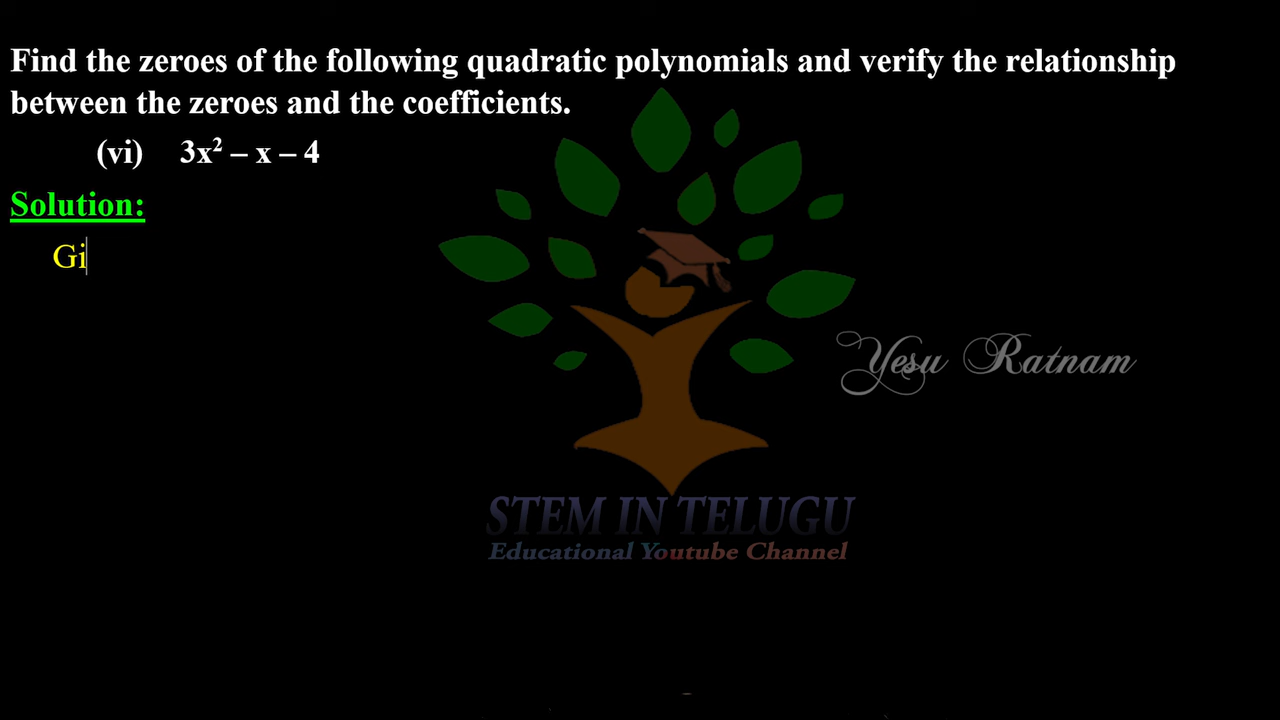 Find the zeroes of the following quadratic polynomials and verify the relationship
between the zeroes and the coefficients.
(vi) 3x² – x – 4
Solution:
Gi
Yesu Ratnam
STEM IN TELUGU
Educational Youtube Channel